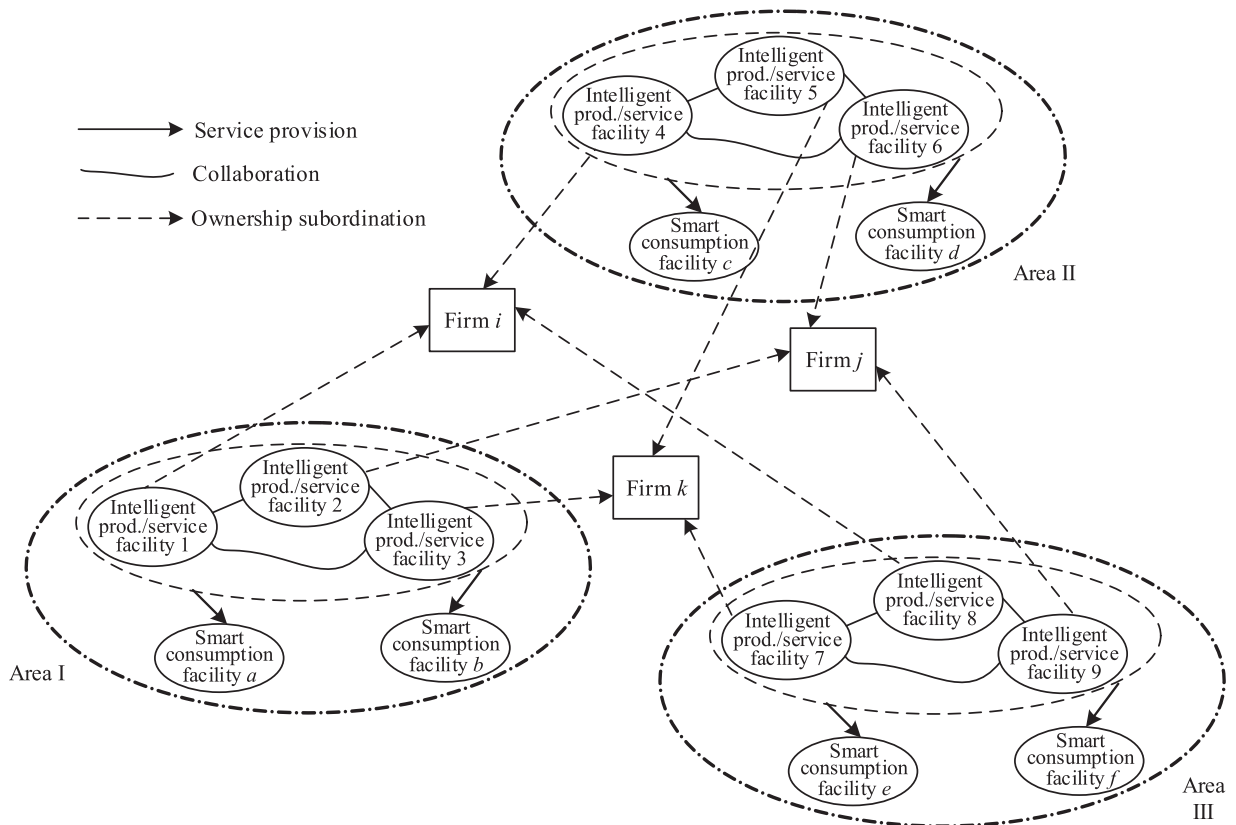 Service provision
Collaboration
Ownership subordination
Intelligent
prod./service
facility 4
Intelligent
prod./service
facility 5
Intelligent
prod./service
facility 6
Smart
consumption
facility c
Smart
consumption
facility d
Area II
Firm i
Firm j
Firm k
Intelligent
prod./service
facility 1
Intelligent
prod./service
facility 2
Intelligent
prod./service
facility 3
Smart
consumption
facility a
Smart
consumption
facility b
Area I
Intelligent
prod./service
facility 7
Intelligent
prod./service
facility 8
Intelligent
prod./service
facility 9
Smart
consumption
facility e
Smart
consumption
facility f
Area
III